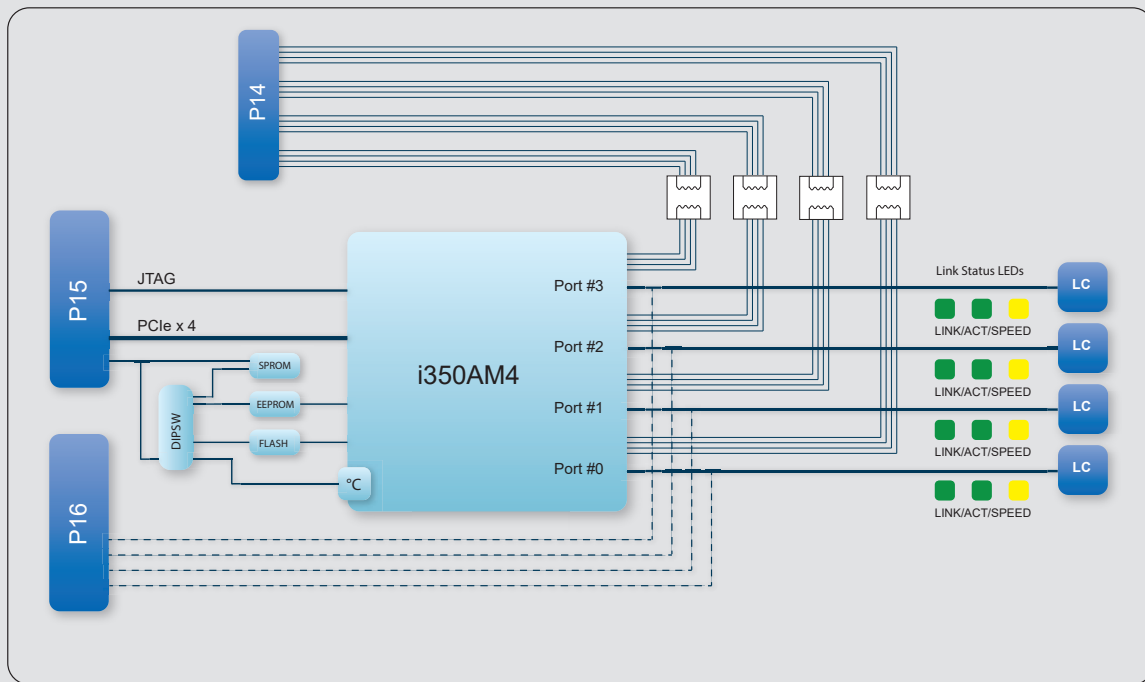 P14
P15
JTAG
PCIe x 4
SPROM
EEPROM
FLASH
DIPSW
°C
P16
i350AM4
Port #3
Port #2
Port #1
Port #0
Link Status LEDs
LINK/ACT/SPEED
LINK/ACT/SPEED
LINK/ACT/SPEED
LINK/ACT/SPEED
LC
LC
LC
LC